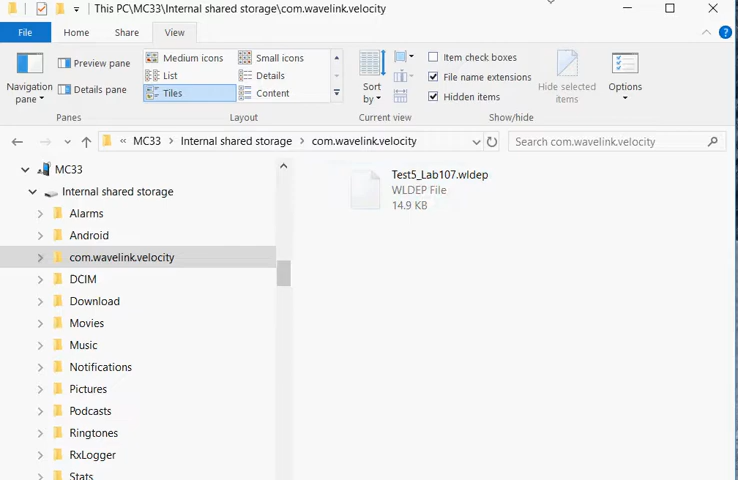 This PC\MC33\Internal shared storage\com.wavelink.velocity
File Home Share View
Navigation pane
Preview pane
Details pane
Panes
Medium icons Small icons
List Details
Tiles Content
Layout
Sort by
Current view
Item check boxes
File name extensions
Hidden items
Hide selected items
Show/hide
Options
« MC33 > Internal shared storage > com.wavelink.velocity
Search com.wavelink.velocity
MC33
Internal shared storage
Alarms
Android
com.wavelink.velocity
DCIM
Download
Movies
Music
Notifications
Pictures
Podcasts
Ringtones
RxLogger
Stats
Test5_Lab107.wldep
WLDEP File
14.9 KB